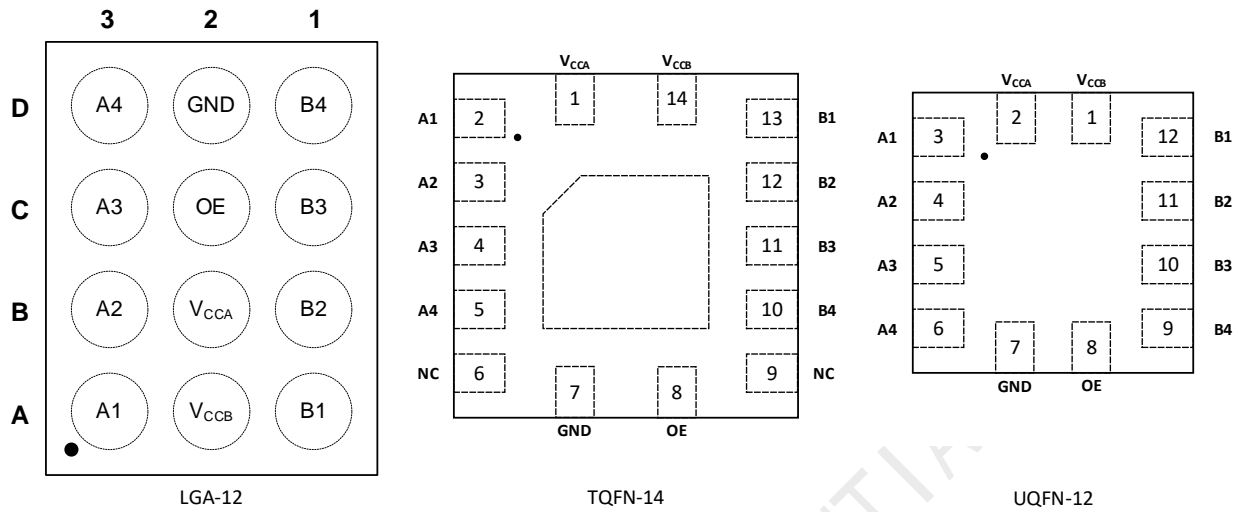 3 2 1
D A4 GND B4
C A3 OE B3
B A2 VCCA B2
A A1 VCCB B1
LGA-12
VCCA VCCB
1 14
A1 2 13 B1
A2 3 12 B2
A3 4 11 B3
A4 5 10 B4
NC 6 9 NC
7 8
GND OE
TQFN-14
VCCA VCCB
2 1
A1 3 12 B1
A2 4 11 B2
A3 5 10 B3
A4 6 9 B4
7 8
GND OE
UQFN-12